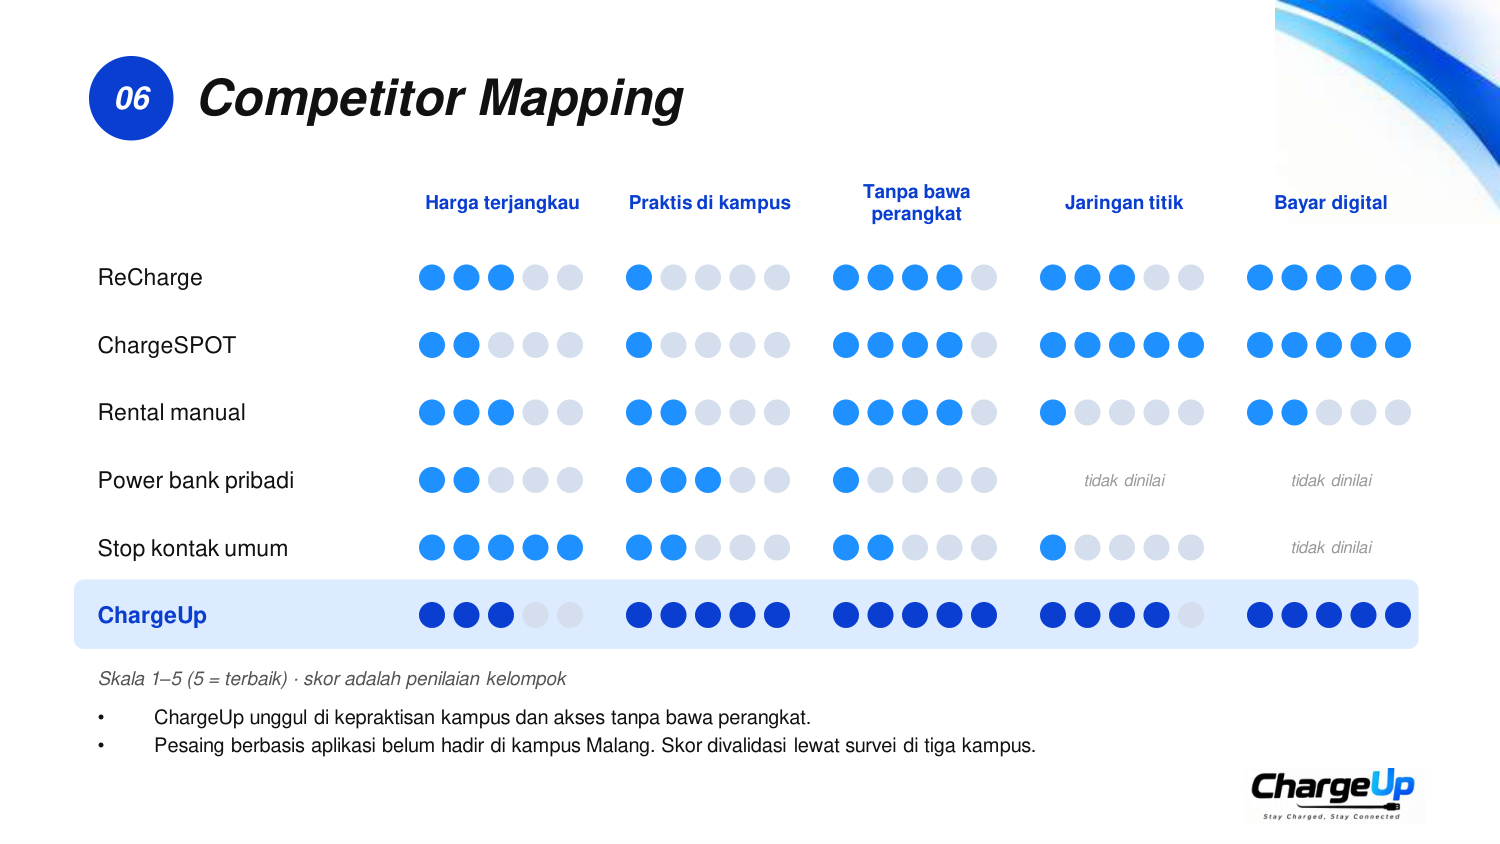 06
Competitor Mapping
Harga terjangkau
Praktis di kampus
Tanpa bawa
perangkat
Jaringan titik
Bayar digital
ReCharge
ChargeSPOT
Rental manual
Power bank pribadi
tidak dinilai
tidak dinilai
Stop kontak umum
tidak dinilai
ChargeUp
Skala 1–5 (5 = terbaik) · skor adalah penilaian kelompok
• ChargeUp unggul di kepraktisan kampus dan akses tanpa bawa perangkat.
• Pesaing berbasis aplikasi belum hadir di kampus Malang. Skor divalidasi lewat survei di tiga kampus.
ChargeUp
Stay Charged, Stay Connected